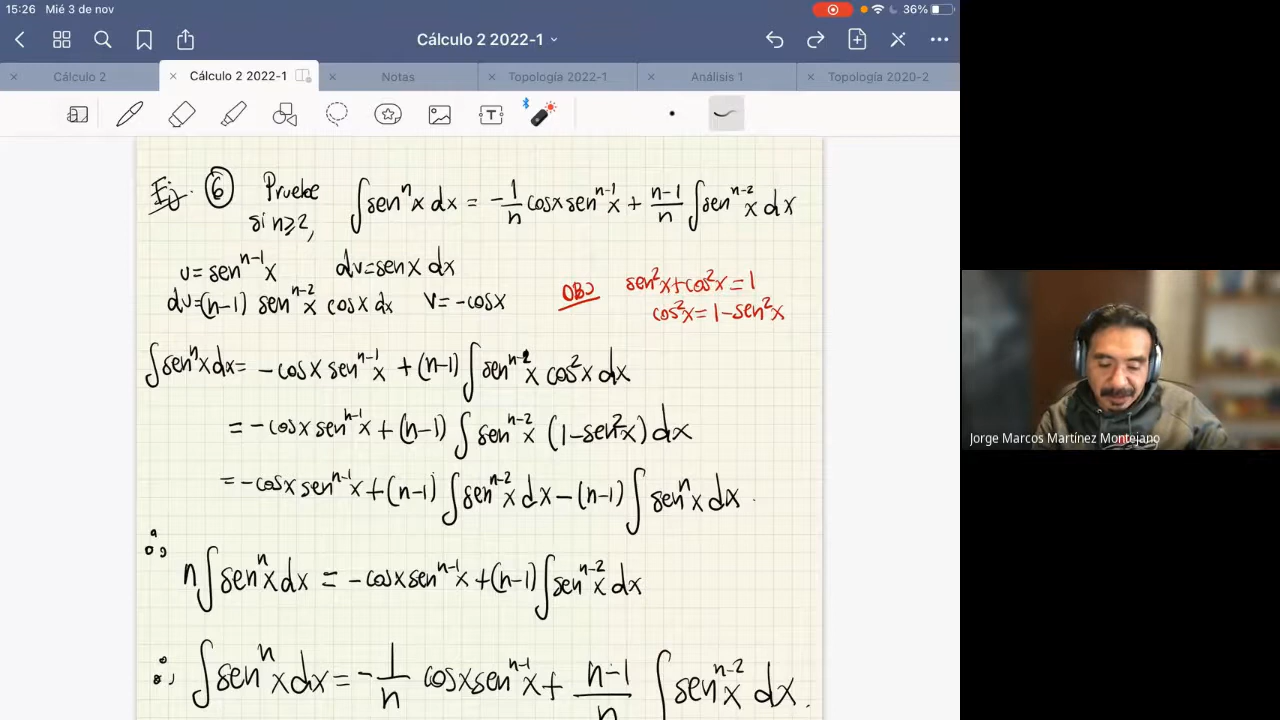 15:26 Mié 3 de nov 36%
Cálculo 2 2022-1
Cálculo 2 Cálculo 2 2022-1 Notas Topología 2022-1 Análisis 1 Topología 2020-2
Ej. ⑥ Pruebe ∫senⁿx dx = -1/n cosx senⁿ⁻¹x + n-1/n ∫senⁿ⁻²x dx
si n≥2,
u = senⁿ⁻¹x dv = senx dx
du = (n-1) senⁿ⁻²x cosx dx v = -cosx
OBS sen²x + cos²x = 1
cos²x = 1 - sen²x
∫senⁿx dx = -cosx senⁿ⁻¹x + (n-1) ∫senⁿ⁻²x cos²x dx
= -cosx senⁿ⁻¹x + (n-1) ∫ senⁿ⁻²x (1-sen²x) dx
= -cosx senⁿ⁻¹x + (n-1) ∫senⁿ⁻²x dx - (n-1) ∫ senⁿx dx
∴ n∫senⁿx dx = -cosx senⁿ⁻¹x + (n-1) ∫senⁿ⁻²x dx
∴ ∫senⁿx dx = -1/n cosx senⁿ⁻¹x + n-1/n ∫senⁿ⁻²x dx.
Jorge Marcos Martínez Montejano